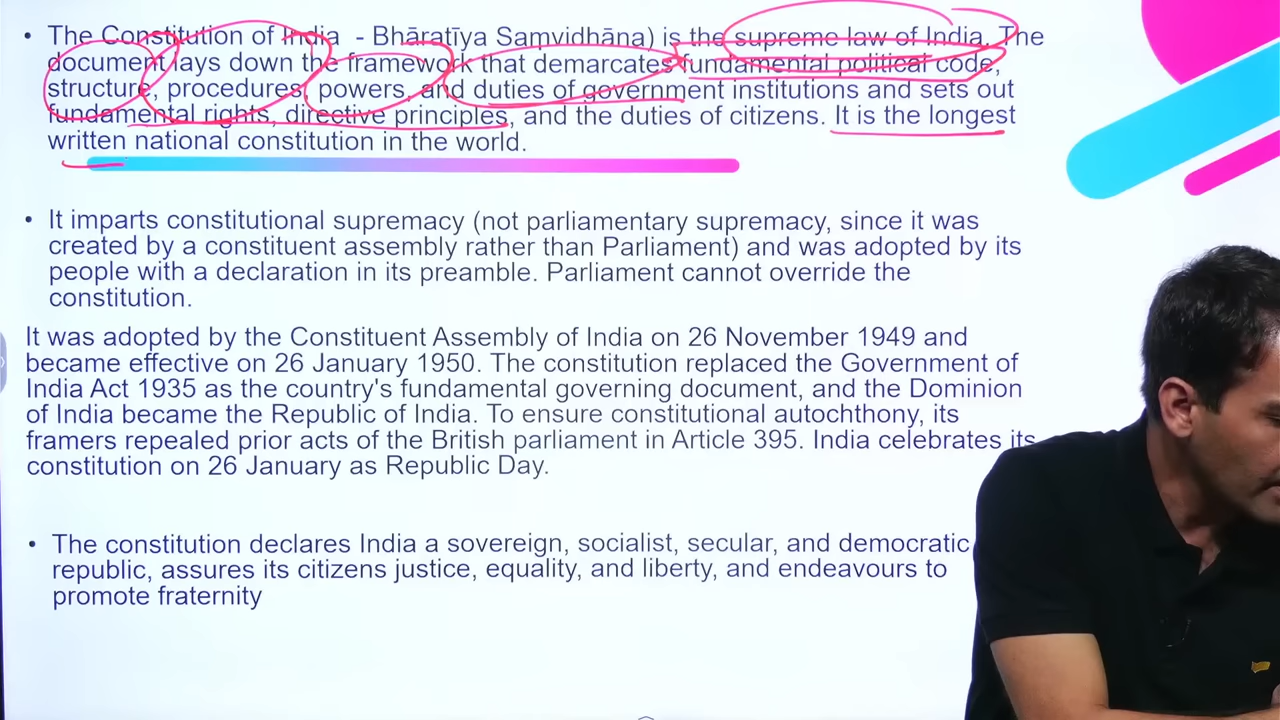 • The Constitution of India - Bhāratīya Saṃvidhāna) is the supreme law of India. The
document lays down the framework that demarcates fundamental political code,
structure, procedures, powers, and duties of government institutions and sets out
fundamental rights, directive principles, and the duties of citizens. It is the longest
written national constitution in the world.
• It imparts constitutional supremacy (not parliamentary supremacy, since it was
created by a constituent assembly rather than Parliament) and was adopted by its
people with a declaration in its preamble. Parliament cannot override the
constitution.
It was adopted by the Constituent Assembly of India on 26 November 1949 and
became effective on 26 January 1950. The constitution replaced the Government of
India Act 1935 as the country's fundamental governing document, and the Dominion
of India became the Republic of India. To ensure constitutional autochthony, its
framers repealed prior acts of the British parliament in Article 395. India celebrates its
constitution on 26 January as Republic Day.
• The constitution declares India a sovereign, socialist, secular, and democratic
republic, assures its citizens justice, equality, and liberty, and endeavours to
promote fraternity